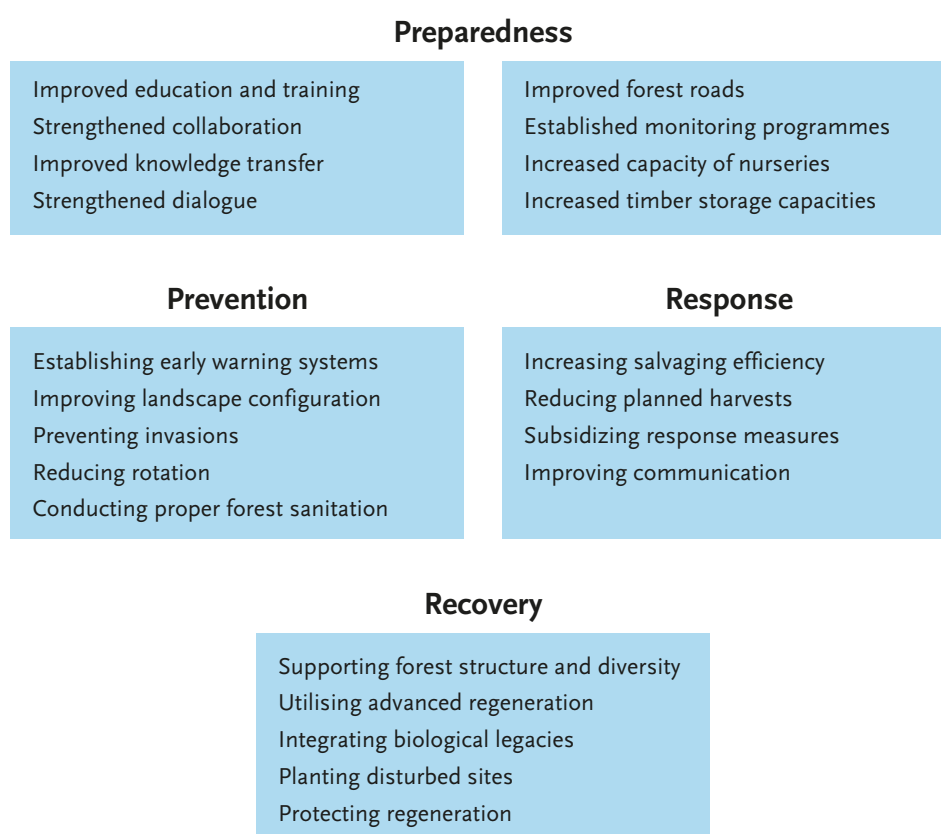 Preparedness
Improved education and training
Strengthened collaboration
Improved knowledge transfer
Strengthened dialogue
Improved forest roads
Established monitoring programmes
Increased capacity of nurseries
Increased timber storage capacities
Prevention
Establishing early warning systems
Improving landscape configuration
Preventing invasions
Reducing rotation
Conducting proper forest sanitation
Response
Increasing salvaging efficiency
Reducing planned harvests
Subsidizing response measures
Improving communication
Recovery
Supporting forest structure and diversity
Utilising advanced regeneration
Integrating biological legacies
Planting disturbed sites
Protecting regeneration